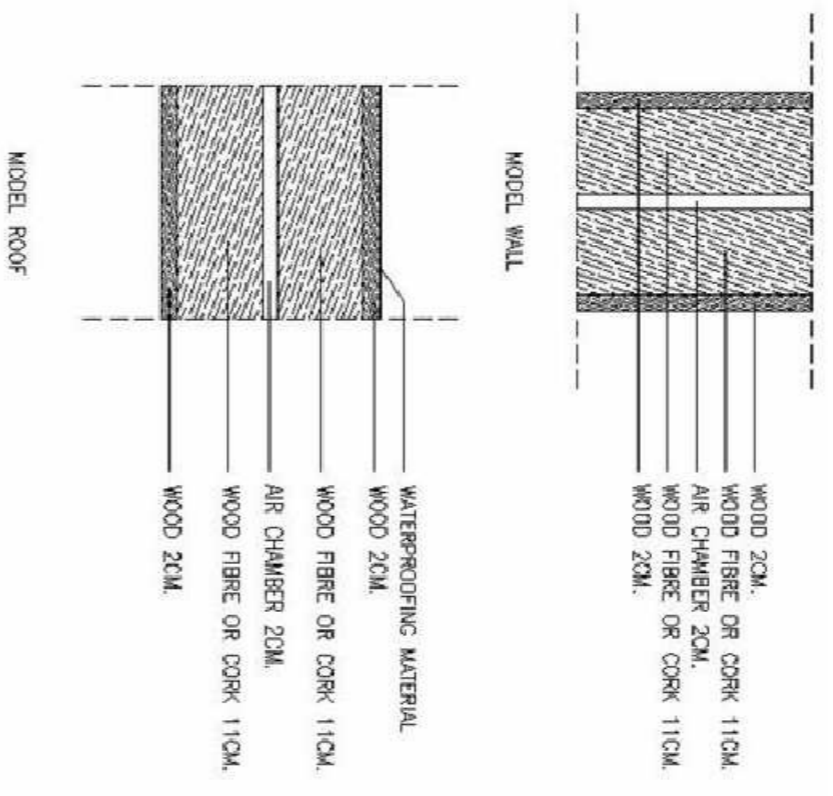 WOOD 2CM.
WOOD FIBRE OR CORK 11CM.
AIR CHAMBER 2CM.
WOOD FIBRE OR CORK 11CM.
WOOD 2CM.
MODEL WALL
WATERPROOFING MATERIAL
WOOD 2CM.
WOOD FIBRE OR CORK 11CM.
AIR CHAMBER 2CM.
WOOD FIBRE OR CORK 11CM.
WOOD 2CM.
MODEL ROOF